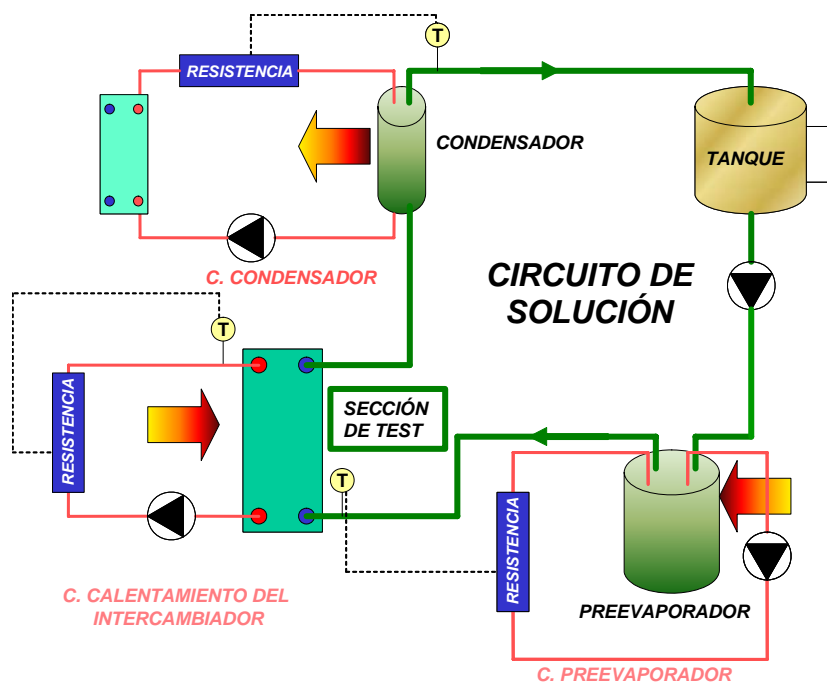 T
RESISTENCIA
CONDENSADOR
TANQUE
C. CONDENSADOR
CIRCUITO DE
SOLUCIÓN
T
RESISTENCIA
SECCIÓN
DE TEST
T
RESISTENCIA
PREEVAPORADOR
C. CALENTAMIENTO DEL
INTERCAMBIADOR
C. PREEVAPORADOR